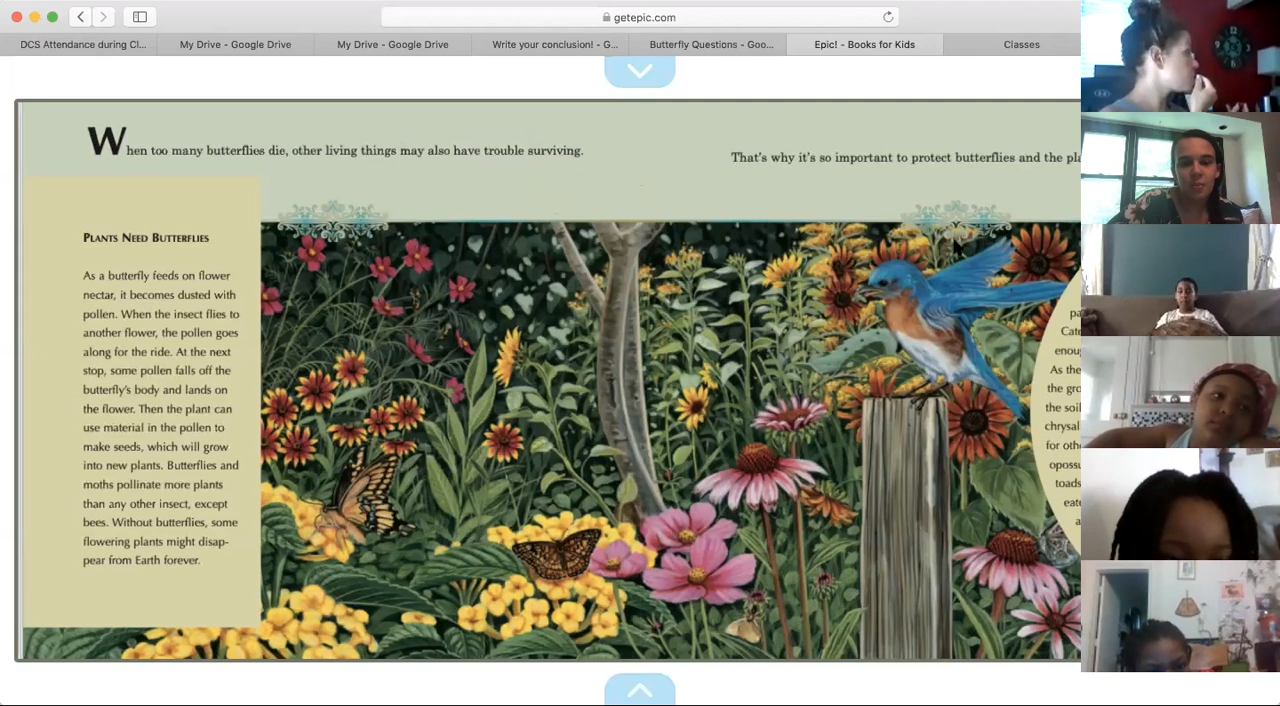 getepic.com
DCS Attendance during Cl...
My Drive - Google Drive
My Drive - Google Drive
Write your conclusion! - G...
Butterfly Questions - Goo...
Epic! - Books for Kids
Classes
When too many butterflies die, other living things may also have trouble surviving.
That's why it's so important to protect butterflies and the
PLANTS NEED BUTTERFLIES
As a butterfly feeds on flower
nectar, it becomes dusted with
pollen. When the insect flies to
another flower, the pollen goes
along for the ride. At the next
stop, some pollen falls off the
butterfly's body and lands on
the flower. Then the plant can
use material in the pollen to
make seeds, which will grow
into new plants. Butterflies and
moths pollinate more plants
than any other insect, except
bees. Without butterflies, some
flowering plants might disap-
pear from Earth forever.
As the
the
for